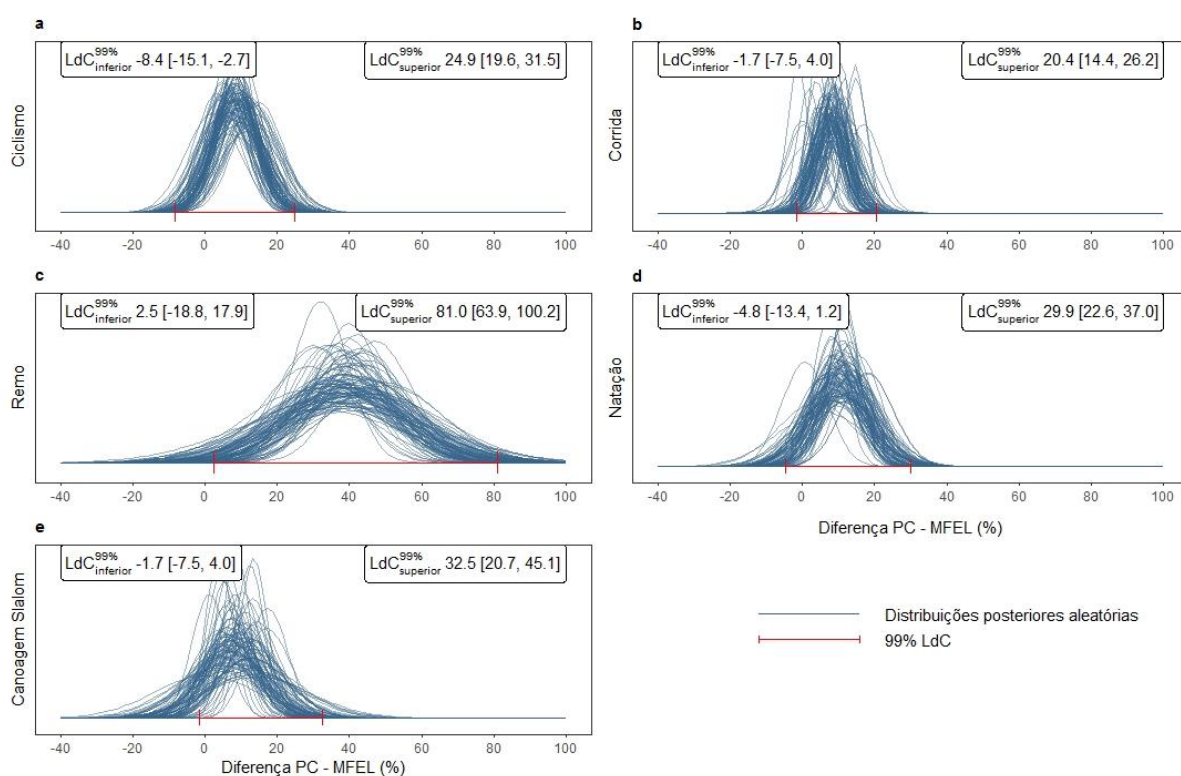 a
LdC99%inferior -8.4 [-15.1, -2.7]
LdC99%superior 24.9 [19.6, 31.5]
Ciclismo
-40 -20 0 20 40 60 80 100
b
LdC99%inferior -1.7 [-7.5, 4.0]
LdC99%superior 20.4 [14.4, 26.2]
Corrida
-40 -20 0 20 40 60 80 100
c
LdC99%inferior 2.5 [-18.8, 17.9]
LdC99%superior 81.0 [63.9, 100.2]
Remo
-40 -20 0 20 40 60 80 100
d
LdC99%inferior -4.8 [-13.4, 1.2]
LdC99%superior 29.9 [22.6, 37.0]
Natação
-40 -20 0 20 40 60 80 100
Diferença PC - MFEL (%)
e
LdC99%inferior -1.7 [-7.5, 4.0]
LdC99%superior 32.5 [20.7, 45.1]
Canoagem Slalom
-40 -20 0 20 40 60 80 100
Diferença PC - MFEL (%)
Distribuições posteriores aleatórias
99% LdC